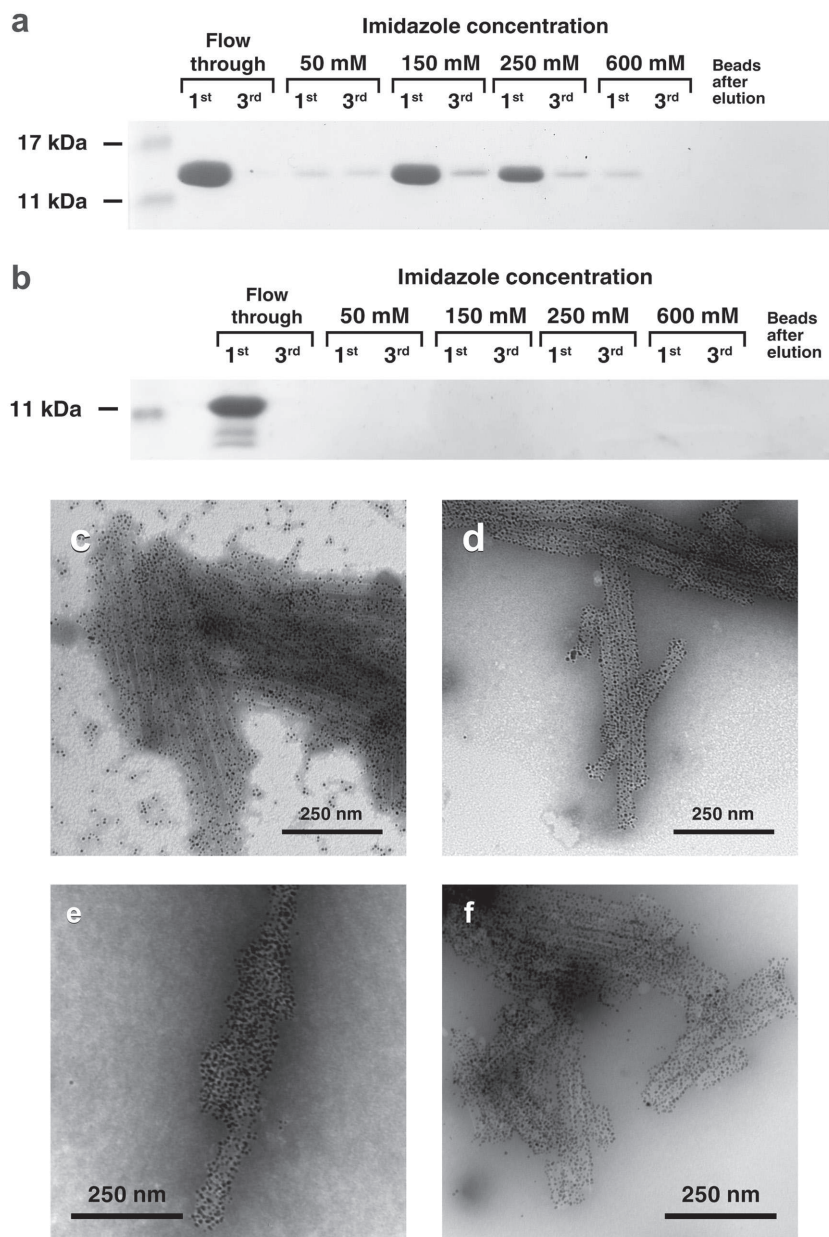 a
Imidazole concentration
Flow through
50 mM
150 mM
250 mM
600 mM
Beads after elution
1st 3rd 1st 3rd 1st 3rd 1st 3rd 1st 3rd
17 kDa
11 kDa
b
Imidazole concentration
Flow through
50 mM
150 mM
250 mM
600 mM
Beads after elution
1st 3rd 1st 3rd 1st 3rd 1st 3rd 1st 3rd
11 kDa
c
250 nm
d
250 nm
e
250 nm
f
250 nm